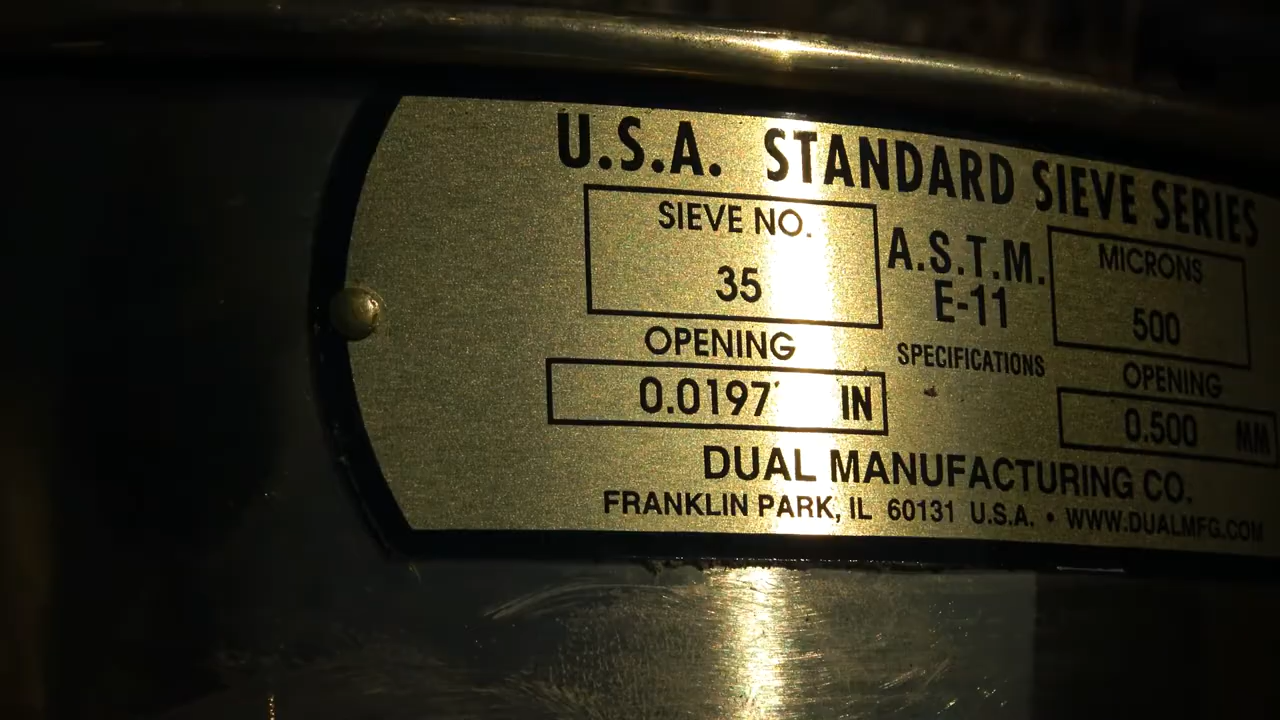 U.S.A. STANDARD SIEVE SERIES
SIEVE NO.
35
OPENING
0.0197 IN
A.S.T.M.
E-11
SPECIFICATIONS
MICRONS
500
OPENING
0.500 MM
DUAL MANUFACTURING CO.
FRANKLIN PARK, IL 60131 U.S.A. • WWW.DUALMFG.COM